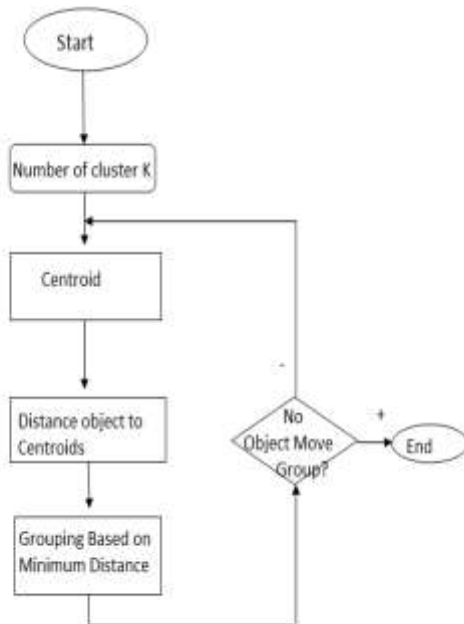 Start
Number of cluster K
Centroid
Distance object to
Centroids
Grouping Based on
Minimum Distance
-
No
Object Move
Group?
+
End